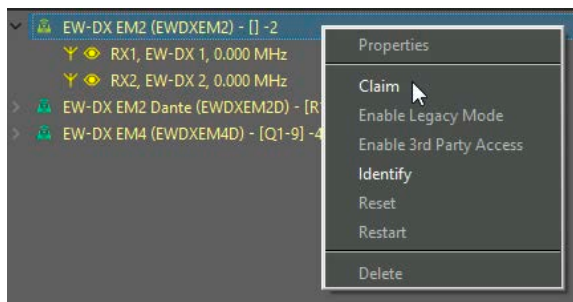 EW-DX EM2 (EWDXEM2) - [] -2
RX1, EW-DX 1, 0.000 MHz
RX2, EW-DX 2, 0.000 MHz
EW-DX EM2 Dante (EWDXEM2D) - [R
EW-DX EM4 (EWDXEM4D) - [Q1-9] -4
Properties
Claim
Enable Legacy Mode
Enable 3rd Party Access
Identify
Reset
Restart
Delete